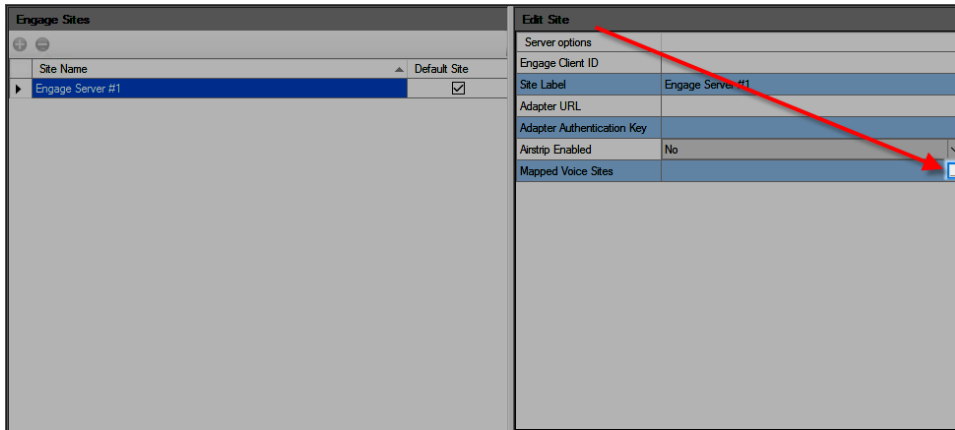 Engage Sites
Site Name Default Site
Engage Server #1
Edit Site
Server options
Engage Client ID
Site Label Engage Server #1
Adapter URL
Adapter Authentication Key
Airstrip Enabled No
Mapped Voice Sites